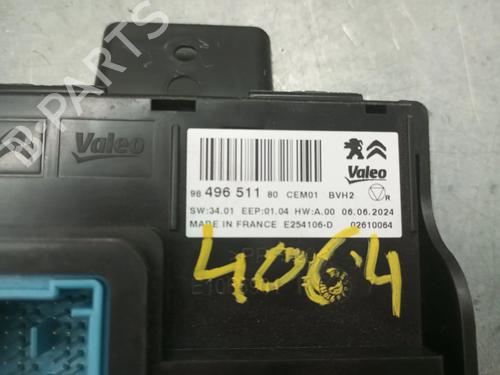 B-PARTS
Valeo
Valeo
98 496 511 80 CEM01 BVH2 R
SW:34.01 EEP:01.04 HW:A.00 06.06.2024
MADE IN FRANCE E254106-D 02610064
4064